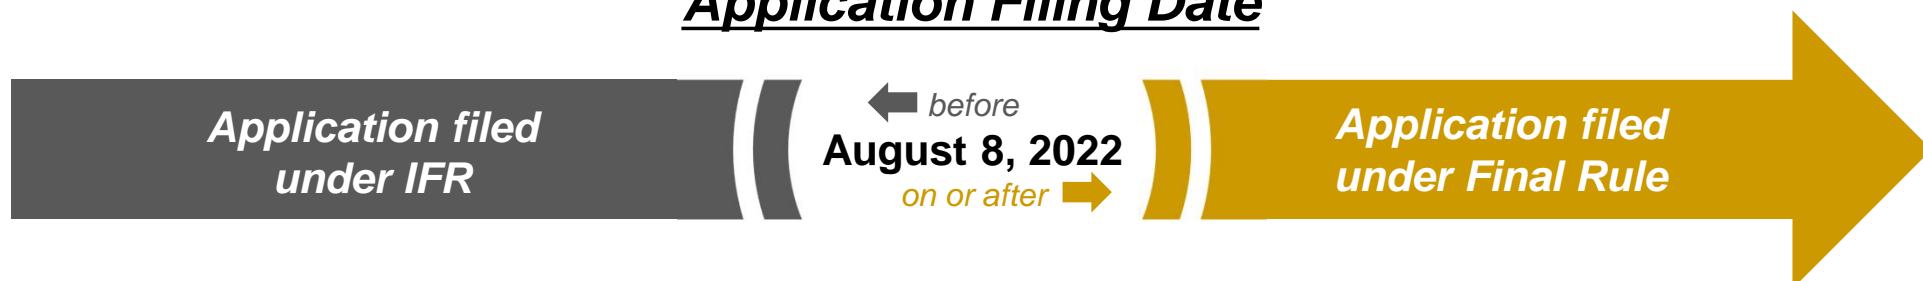 Application Filing Date
Application filed
under IFR
before
August 8, 2022
on or after
Application filed
under Final Rule